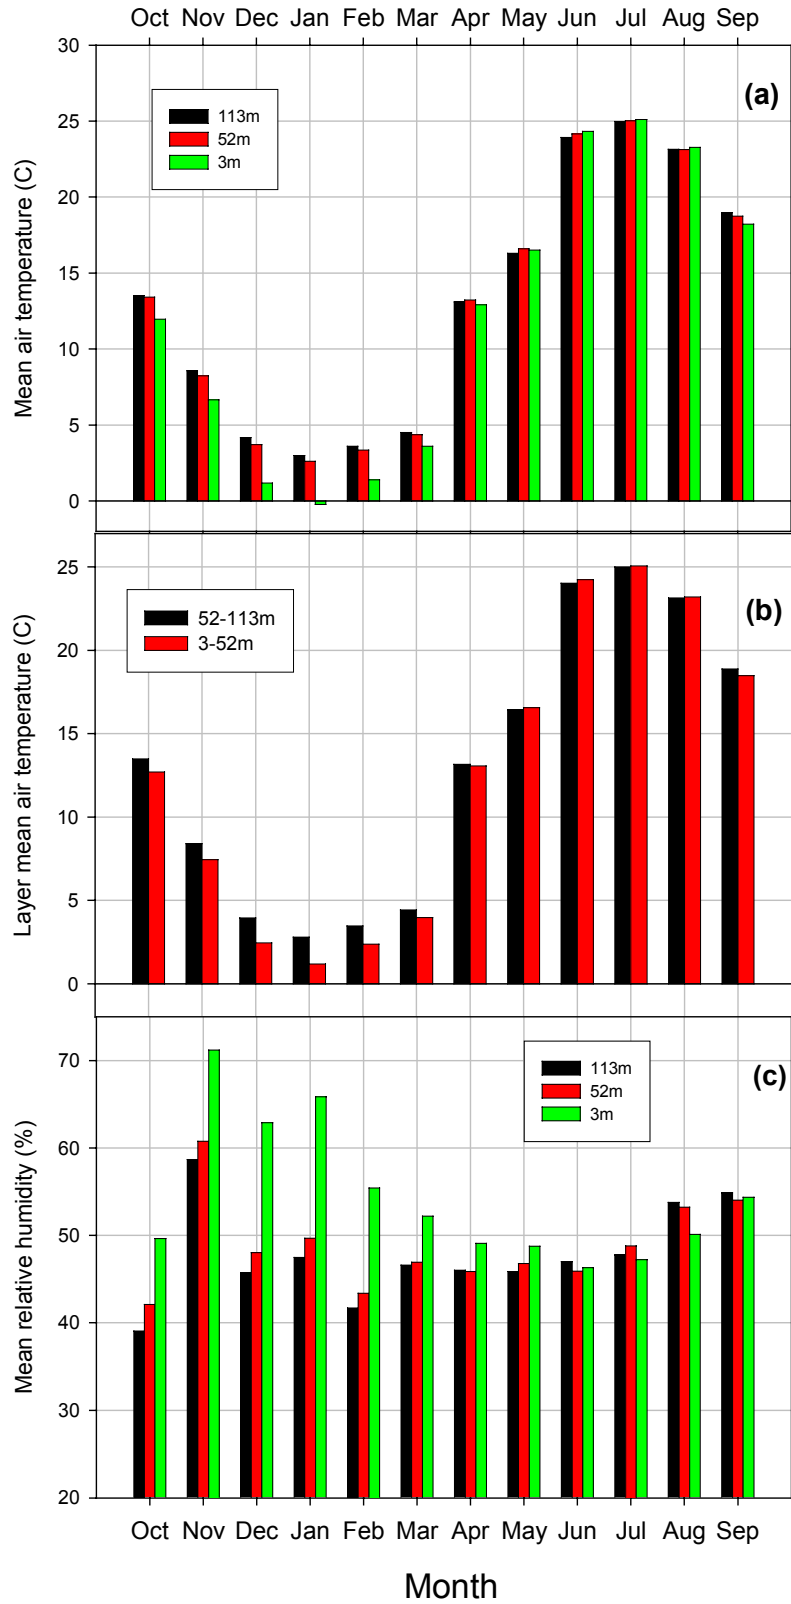 Oct Nov Dec Jan Feb Mar Apr May Jun Jul Aug Sep
30
25
20
15
10
5
0
Mean air temperature (C)
113m
52m
3m
(a)
25
20
15
10
5
0
Layer mean air temperature (C)
52-113m
3-52m
(b)
70
60
50
40
30
20
Mean relative humidity (%)
113m
52m
3m
(c)
Oct Nov Dec Jan Feb Mar Apr May Jun Jul Aug Sep
Month